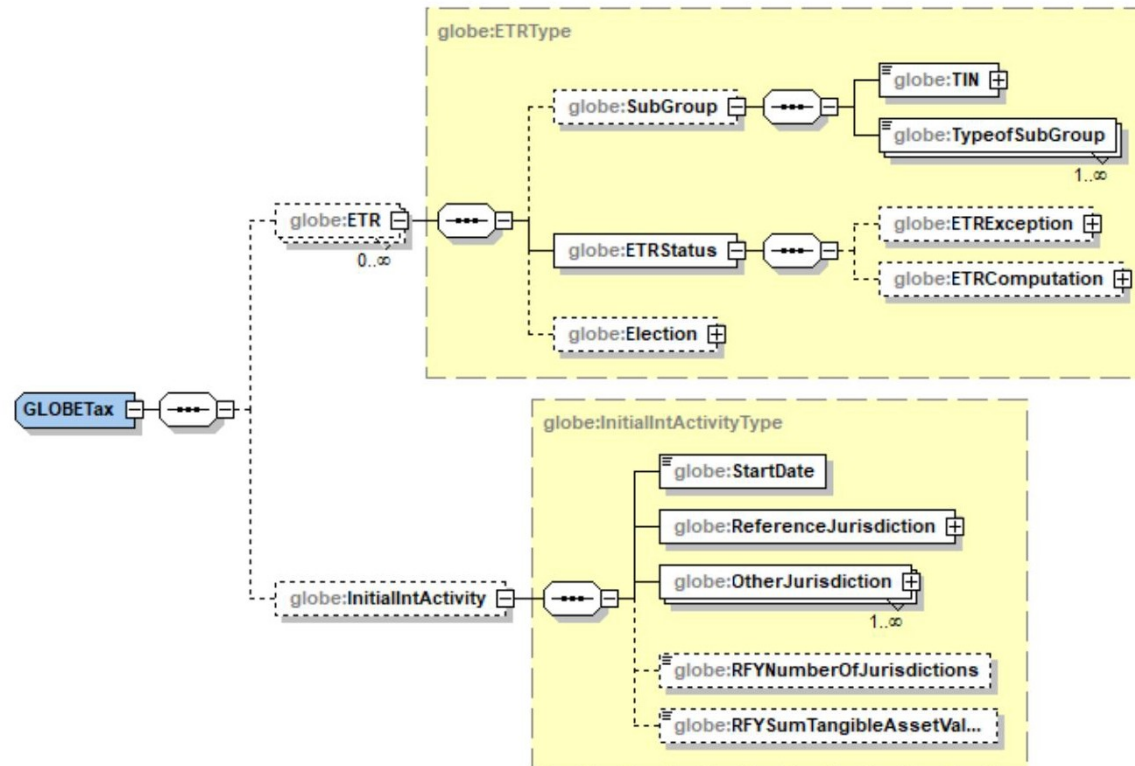 globe:ETRType
globe:TIN
globe:SubGroup
globe:TypeofSubGroup
1..∞
globe:ETR
0..∞
globe:ETRException
globe:ETRStatus
globe:ETRComputation
globe:Election
GLOBETax
globe:InitialIntActivityType
globe:StartDate
globe:ReferenceJurisdiction
globe:OtherJurisdiction
1..∞
globe:InitialIntActivity
globe:RFYNumberOfJurisdictions
globe:RFYSumTangibleAssetVal...